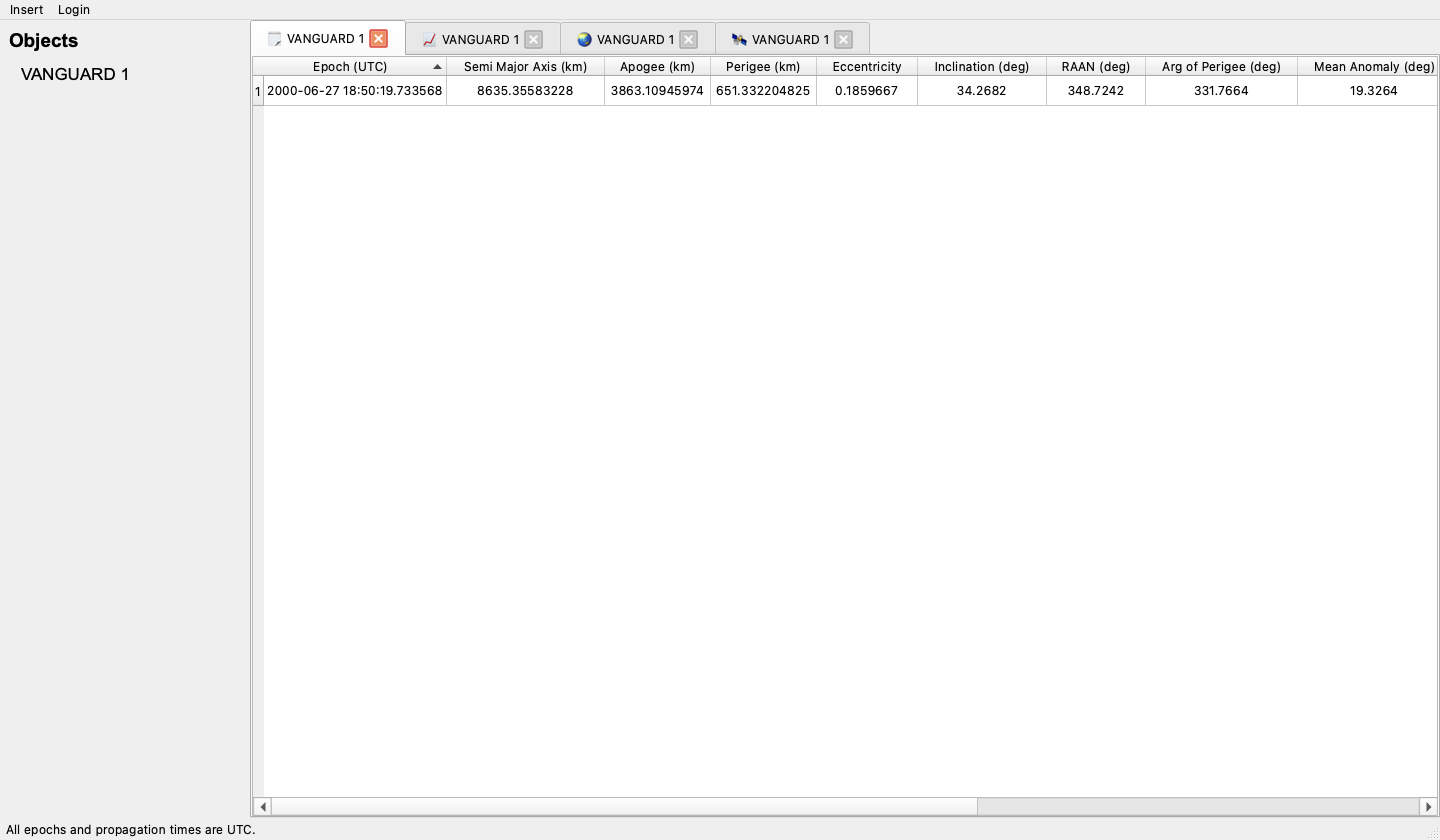 Insert Login
Objects
VANGUARD 1
VANGUARD 1 VANGUARD 1 VANGUARD 1 VANGUARD 1
Epoch (UTC) Semi Major Axis (km) Apogee (km) Perigee (km) Eccentricity Inclination (deg) RAAN (deg) Arg of Perigee (deg) Mean Anomaly (deg)
1 2000-06-27 18:50:19.733568 8635.35583228 3863.10945974 651.332204825 0.1859667 34.2682 348.7242 331.7664 19.3264
All epochs and propagation times are UTC.